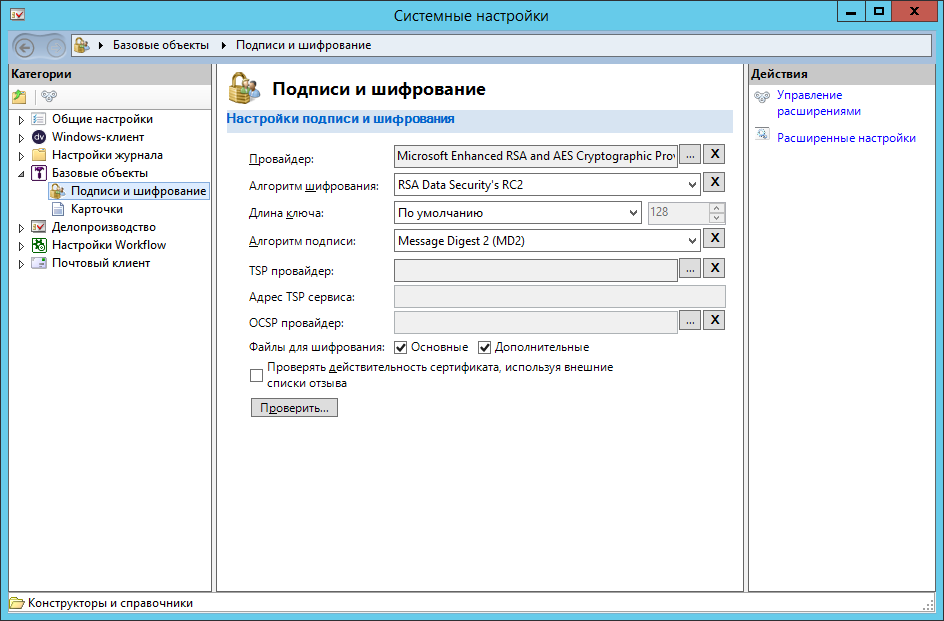 Системные настройки
Базовые объекты
Подписи и шифрование
Категории
Общие настройки
dv Windows-клиент
Настройки журнала
Базовые объекты
Подписи и шифрование
Карточки
Делопроизводство
Настройки Workflow
Почтовый клиент
Подписи и шифрование
Настройки подписи и шифрования
Провайдер: Microsoft Enhanced RSA and AES Cryptographic Prov ... X
Алгоритм шифрования: RSA Data Security's RC2 X
Длина ключа: По умолчанию 128
Алгоритм подписи: Message Digest 2 (MD2) X
TSP провайдер: ... X
Адрес TSP сервиса:
OCSP провайдер: ... X
Файлы для шифрования: Основные Дополнительные
Проверять действительность сертификата, используя внешние
списки отзыва
Проверить...
Действия
Управление
расширениями
Расширенные настройки
Конструкторы и справочники